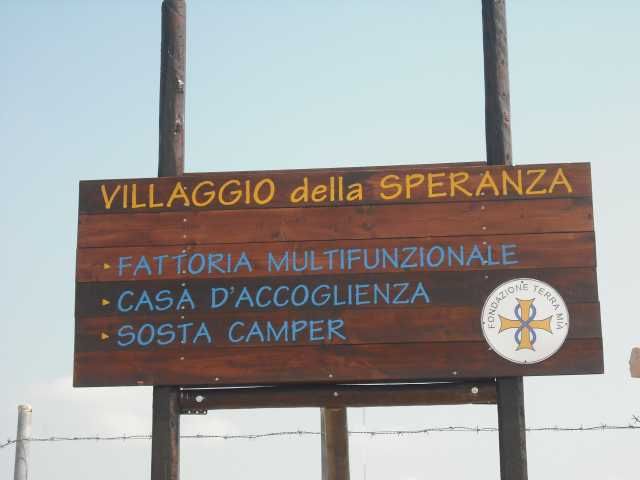 VILLAGGIO della SPERANZA
FATTORIA MULTIFUNZIONALE
CASA D'ACCOGLIENZA
SOSTA CAMPER
FONDAZIONE TERRA MIA